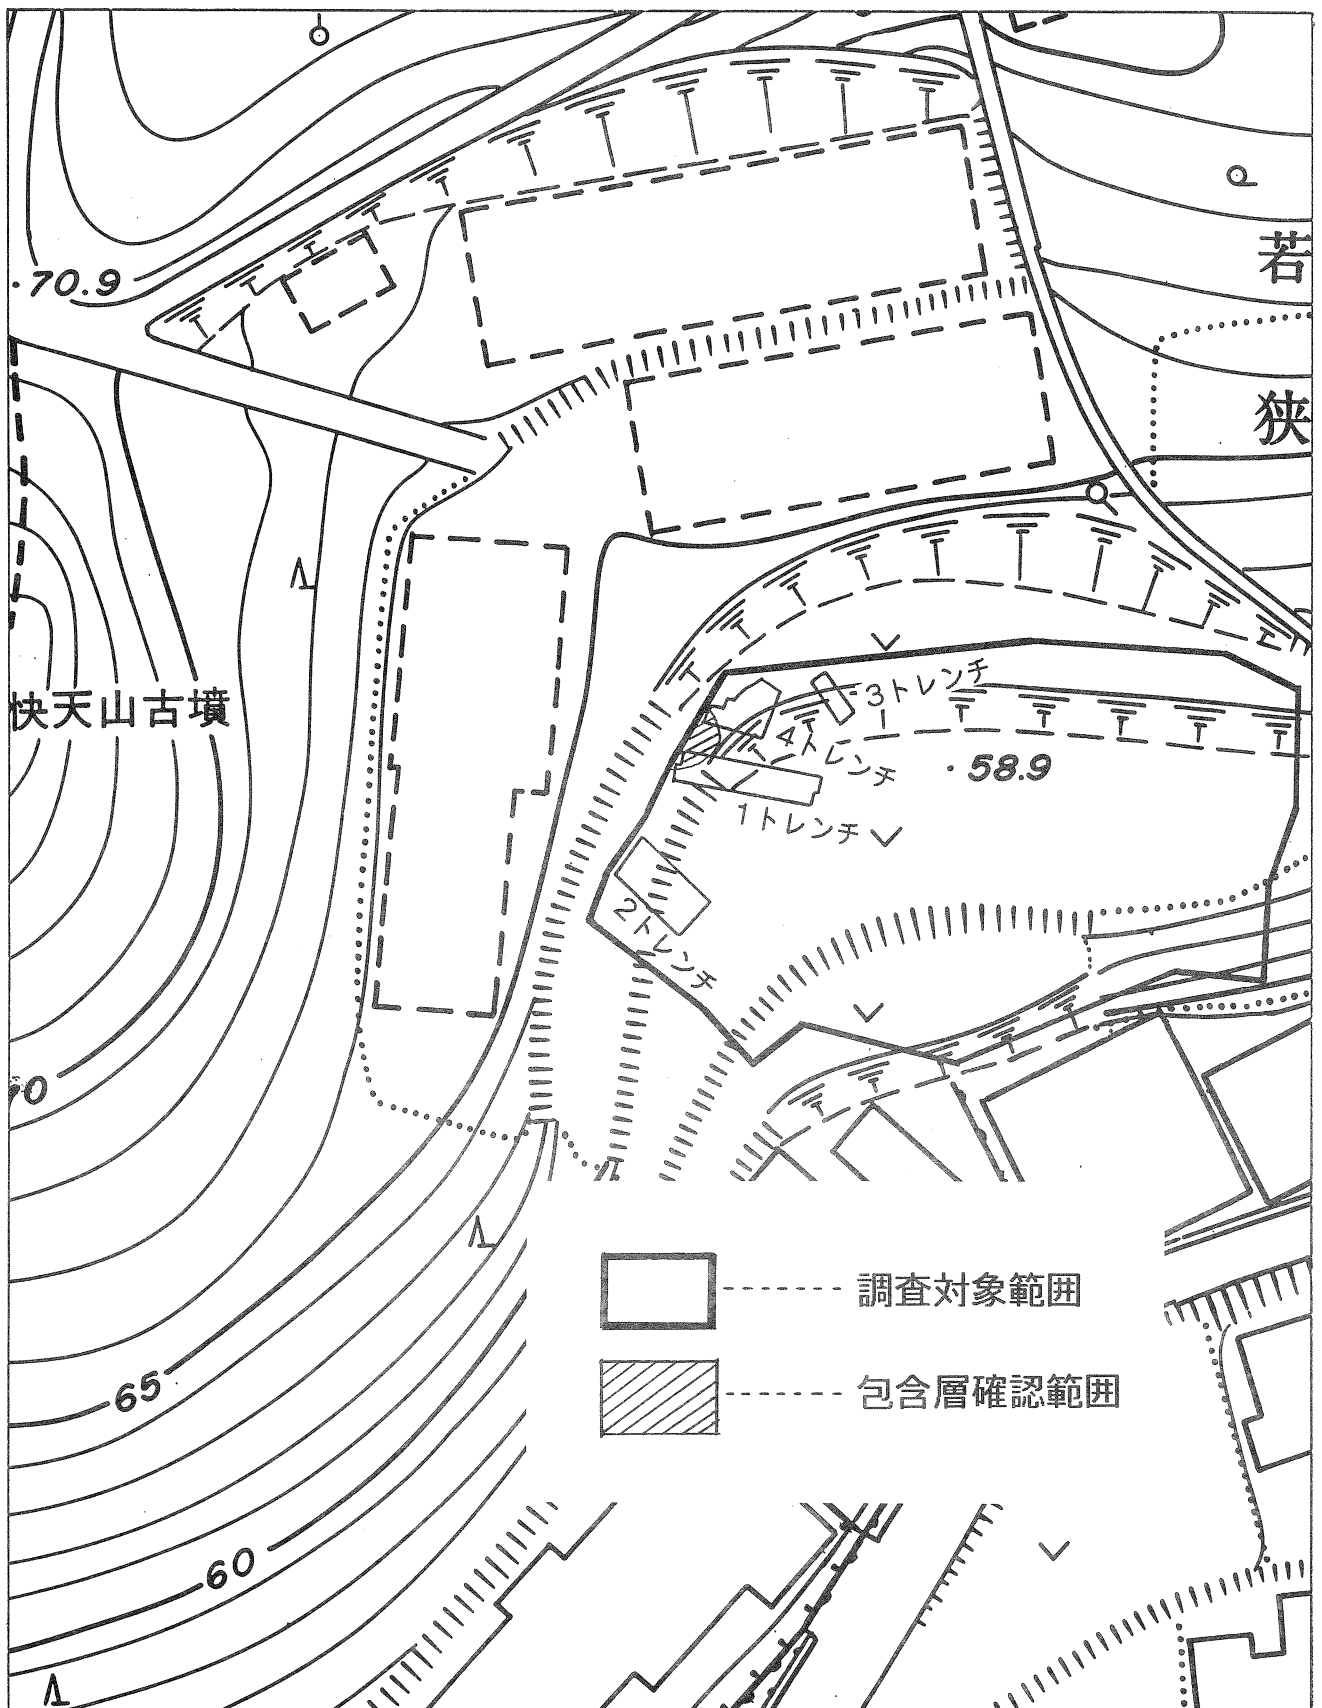 70.9
若
狭
快天山古墳
3トレンチ
4トレンチ
58.9
1トレンチ
2トレンチ
70
調査対象範囲
包含層確認範囲
65
60